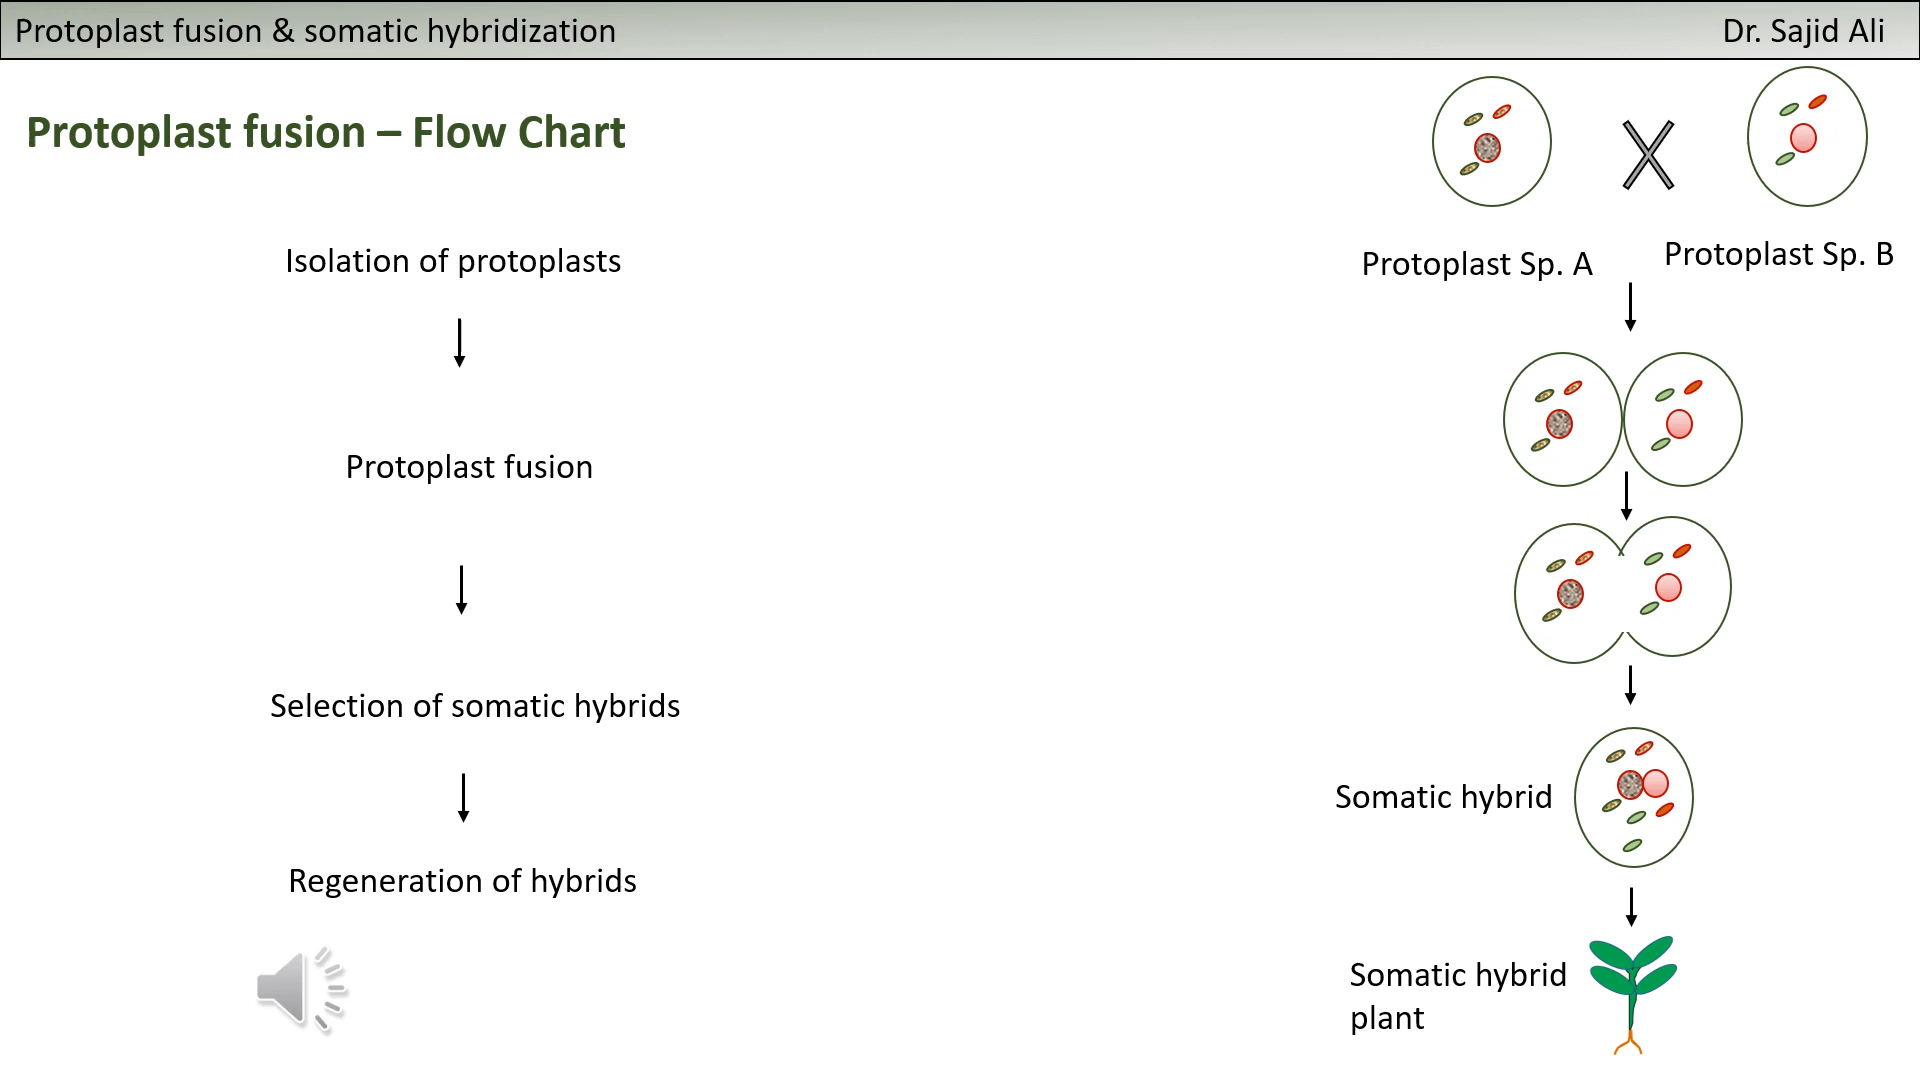 Protoplast fusion & somatic hybridization
Dr. Sajid Ali
Protoplast fusion – Flow Chart
Isolation of protoplasts
Protoplast fusion
Selection of somatic hybrids
Regeneration of hybrids
Protoplast Sp. A
Protoplast Sp. B
Somatic hybrid
Somatic hybrid
plant